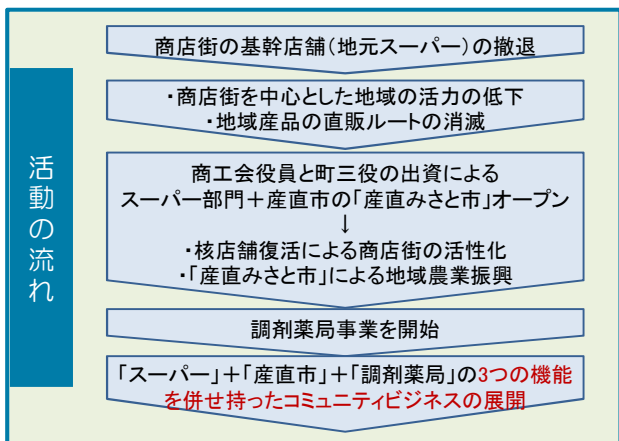 活動の流れ
商店街の基幹店舗(地元スーパー)の撤退
・商店街を中心とした地域の活力の低下
・地域産品の直販ルートの消滅
商工会役員と町三役の出資による
スーパー部門+産直市の「産直みさと市」オープン
↓
・核店舗復活による商店街の活性化
・「産直みさと市」による地域農業振興
調剤薬局事業を開始
「スーパー」+「産直市」+「調剤薬局」の3つの機能
を併せ持ったコミュニティビジネスの展開